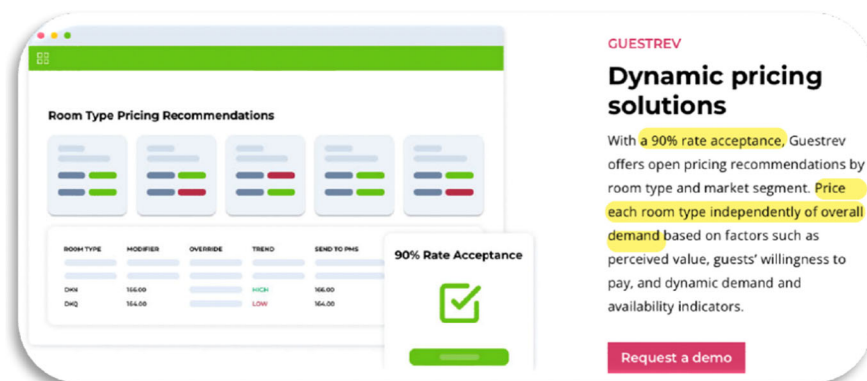 Room Type Pricing Recommendations
ROOM TYPE MODIFIER OVERRIDE TREND SEND TO PMS
166.00 HIGH 166.00
DKQ 164.00 LOW 164.00
90% Rate Acceptance
GUESTREV
Dynamic pricing
solutions
With a 90% rate acceptance, Guestrev
offers open pricing recommendations by
room type and market segment. Price
each room type independently of overall
demand based on factors such as
perceived value, guests’ willingness to
pay, and dynamic demand and
availability indicators.
Request a demo